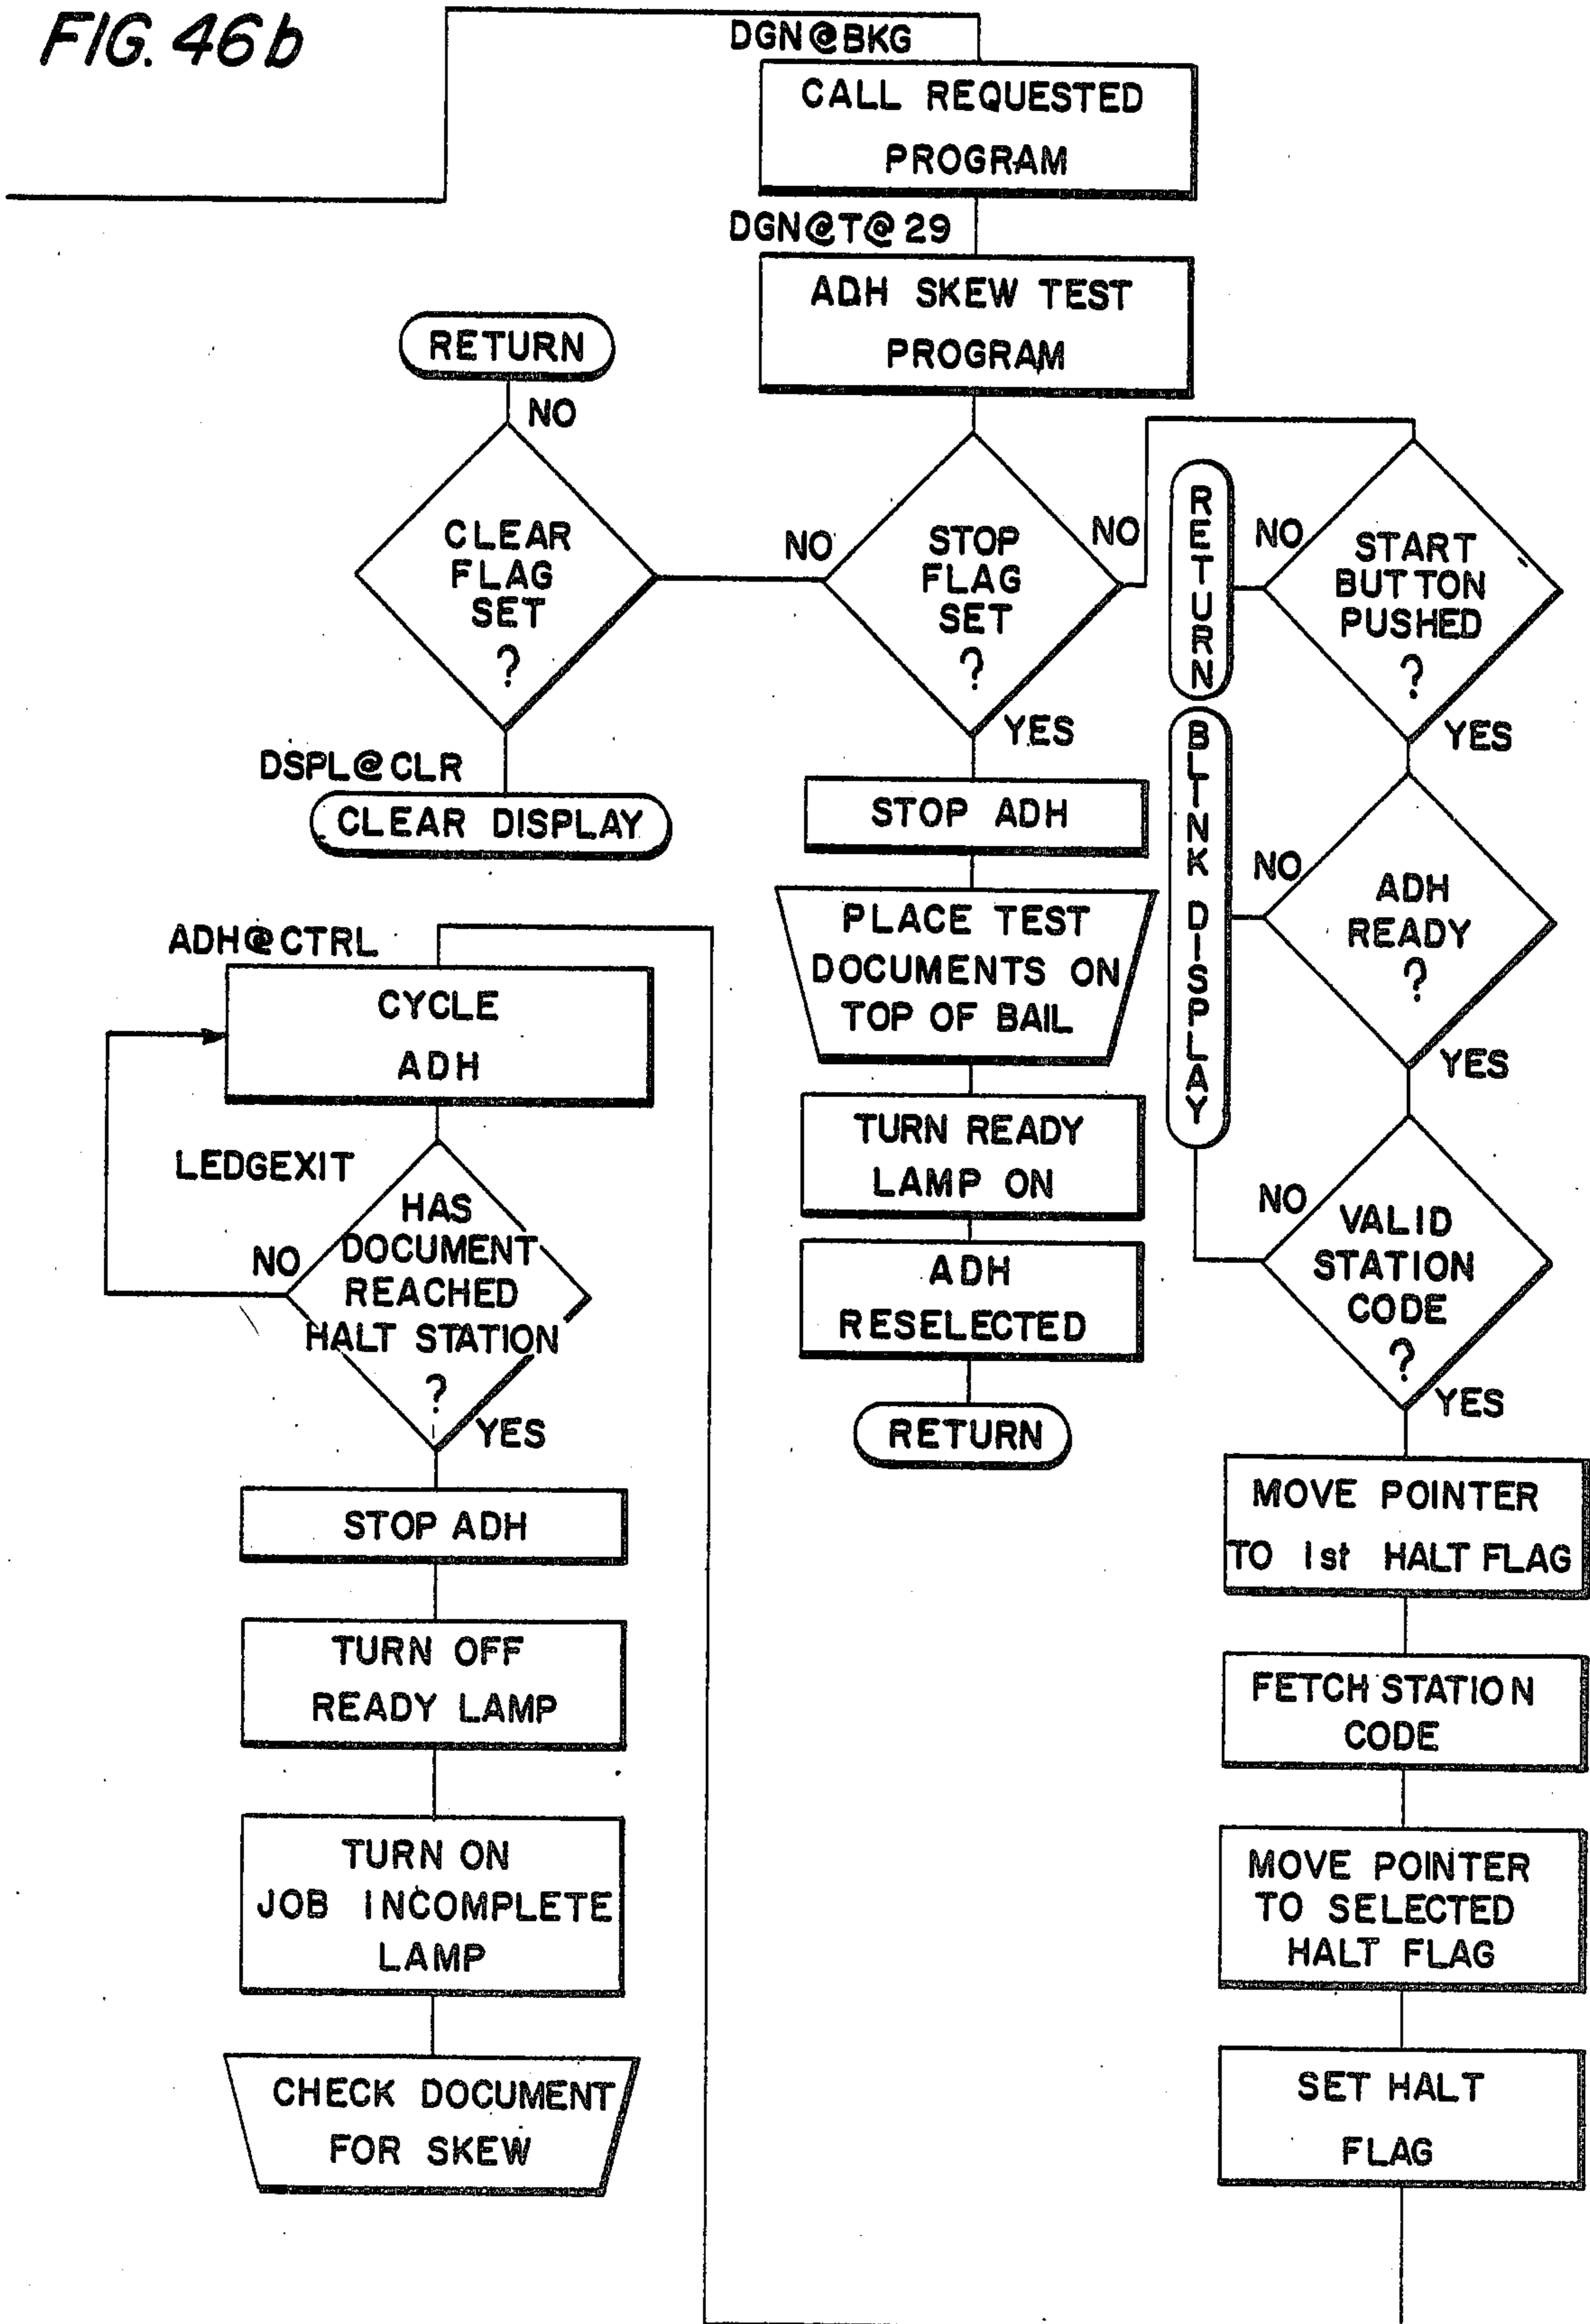 FIG. 46b
DGN@BKG
CALL REQUESTED
PROGRAM
DGN@T@29
ADH SKEW TEST
PROGRAM
RETURN
NO
CLEAR
FLAG
SET
?
DSPL@CLR
CLEAR DISPLAY
NO
STOP
FLAG
SET
?
NO
YES
STOP ADH
PLACE TEST
DOCUMENTS ON
TOP OF BAIL
TURN READY
LAMP ON
ADH
RESELECTED
RETURN
RETURN
NO
START
BUTTON
PUSHED
?
YES
BLINK DISPLAY
NO
ADH
READY
?
YES
NO
VALID
STATION
CODE
?
YES
MOVE POINTER
TO 1st HALT FLAG
FETCH STATION
CODE
MOVE POINTER
TO SELECTED
HALT FLAG
SET HALT
FLAG
ADH@CTRL
CYCLE
ADH
LEDGEXIT
NO
HAS
DOCUMENT
REACHED
HALT STATION
?
YES
STOP ADH
TURN OFF
READY LAMP
TURN ON
JOB INCOMPLETE
LAMP
CHECK DOCUMENT
FOR SKEW